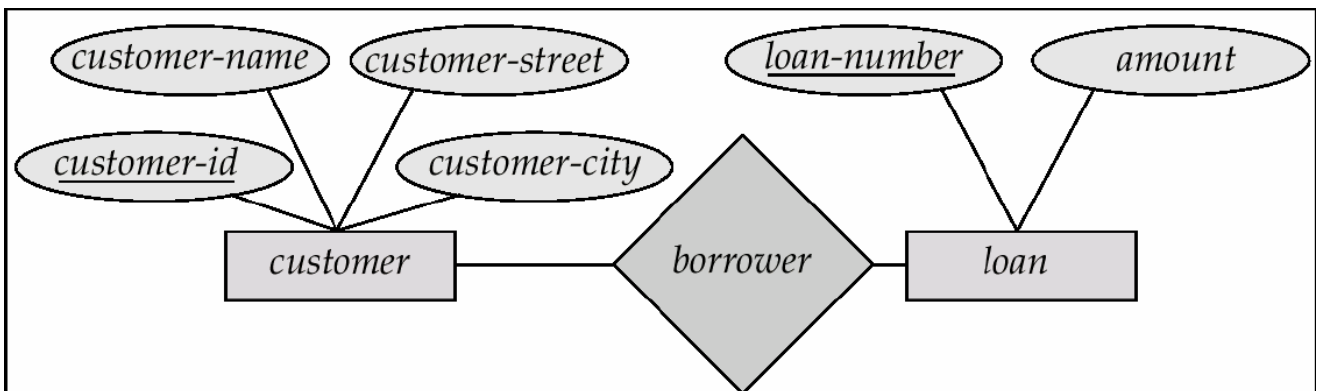 customer-name
customer-street
loan-number
amount
customer-id
customer-city
customer
borrower
loan